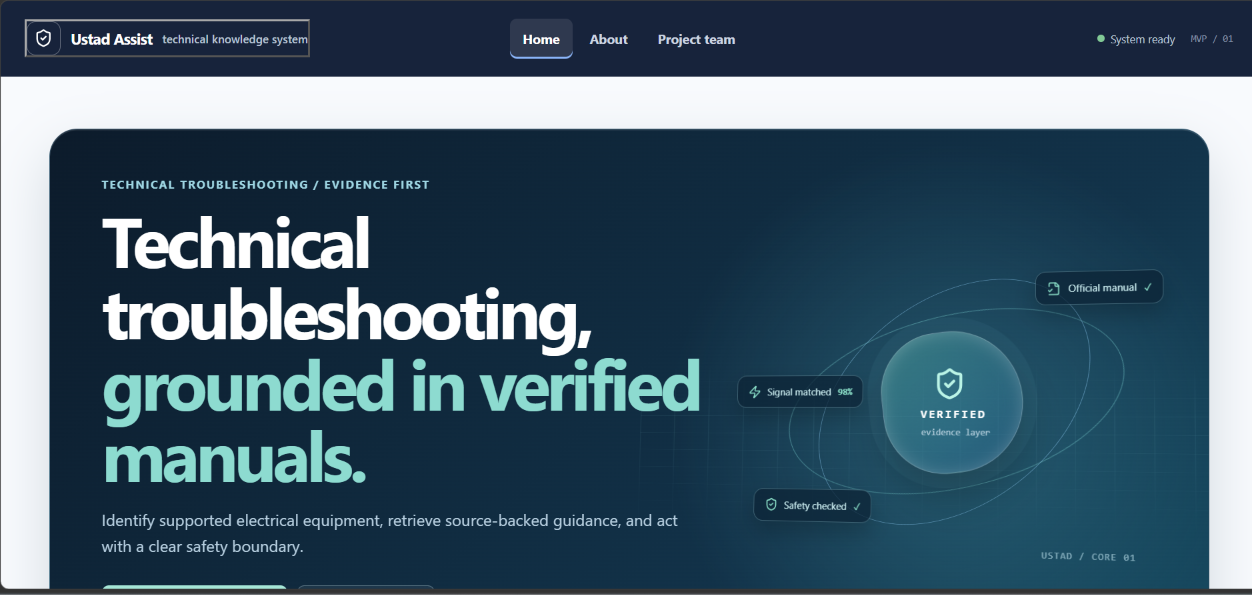 Ustad Assist technical knowledge system
Home About Project team
System ready MVP / 01
TECHNICAL TROUBLESHOOTING / EVIDENCE FIRST
Technical
troubleshooting,
grounded in verified
manuals.
Identify supported electrical equipment, retrieve source-backed guidance, and act
with a clear safety boundary.
Official manual ✓
Signal matched 98%
VERIFIED
evidence layer
Safety checked ✓
USTAD / CORE 01